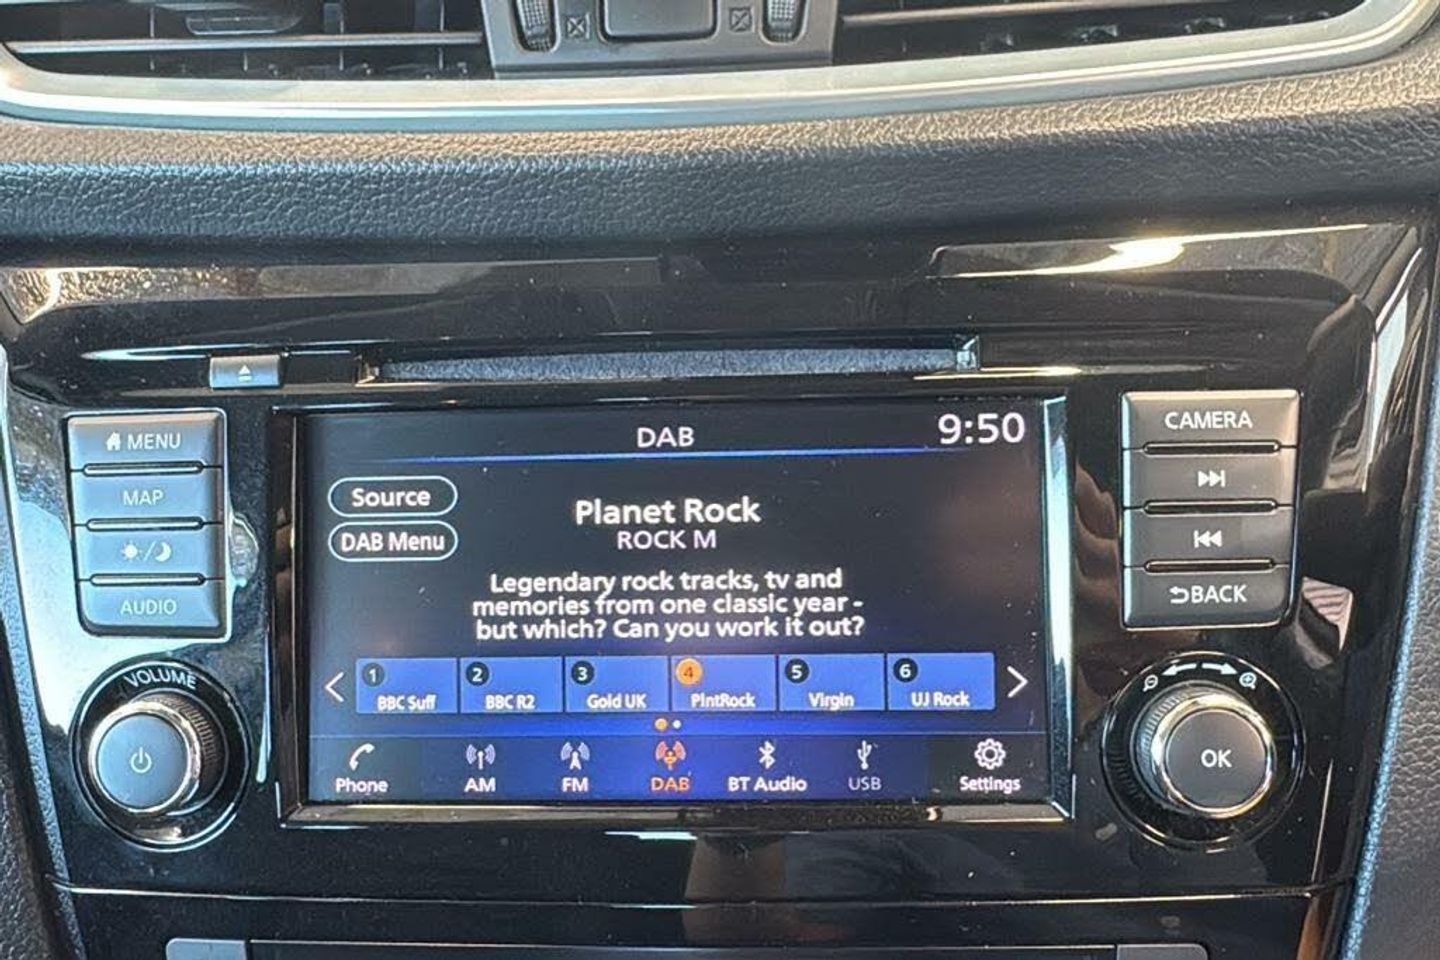 DAB
9:50
Source
DAB Menu
Planet Rock
ROCK M
Legendary rock tracks, tv and
memories from one classic year -
but which? Can you work it out?
1 BBC Suff
2 BBC R2
3 Gold UK
4 PlntRock
5 Virgin
6 UJ Rock
Phone
AM
FM
DAB
BT Audio
USB
Settings
MENU
MAP
AUDIO
VOLUME
CAMERA
BACK
OK